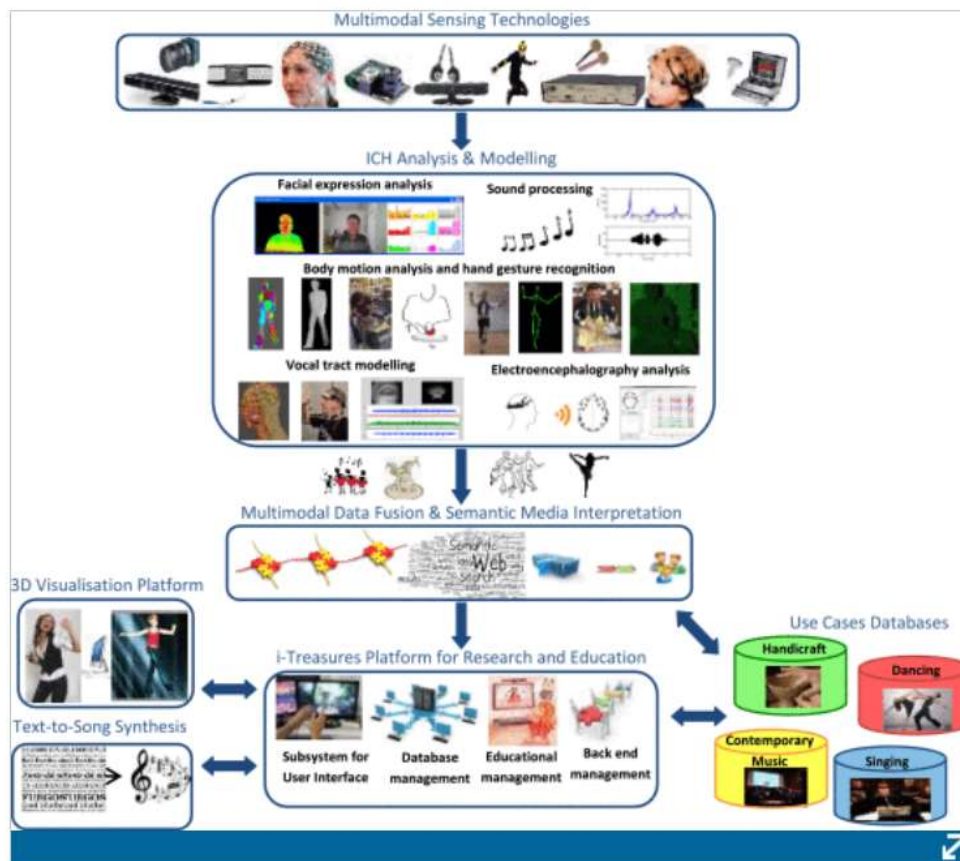 Multimodal Sensing Technologies
ICH Analysis & Modelling
Facial expression analysis
Sound processing
Body motion analysis and hand gesture recognition
Vocal tract modelling
Electroencephalography analysis
Multimodal Data Fusion & Semantic Media Interpretation
Semantic
Web
Search
3D Visualisation Platform
Use Cases Databases
Handicraft
Dancing
i-Treasures Platform for Research and Education
Text-to-Song Synthesis
Subsystem for
User Interface
Database
management
Educational
management
Back end
management
Contemporary
Music
Singing